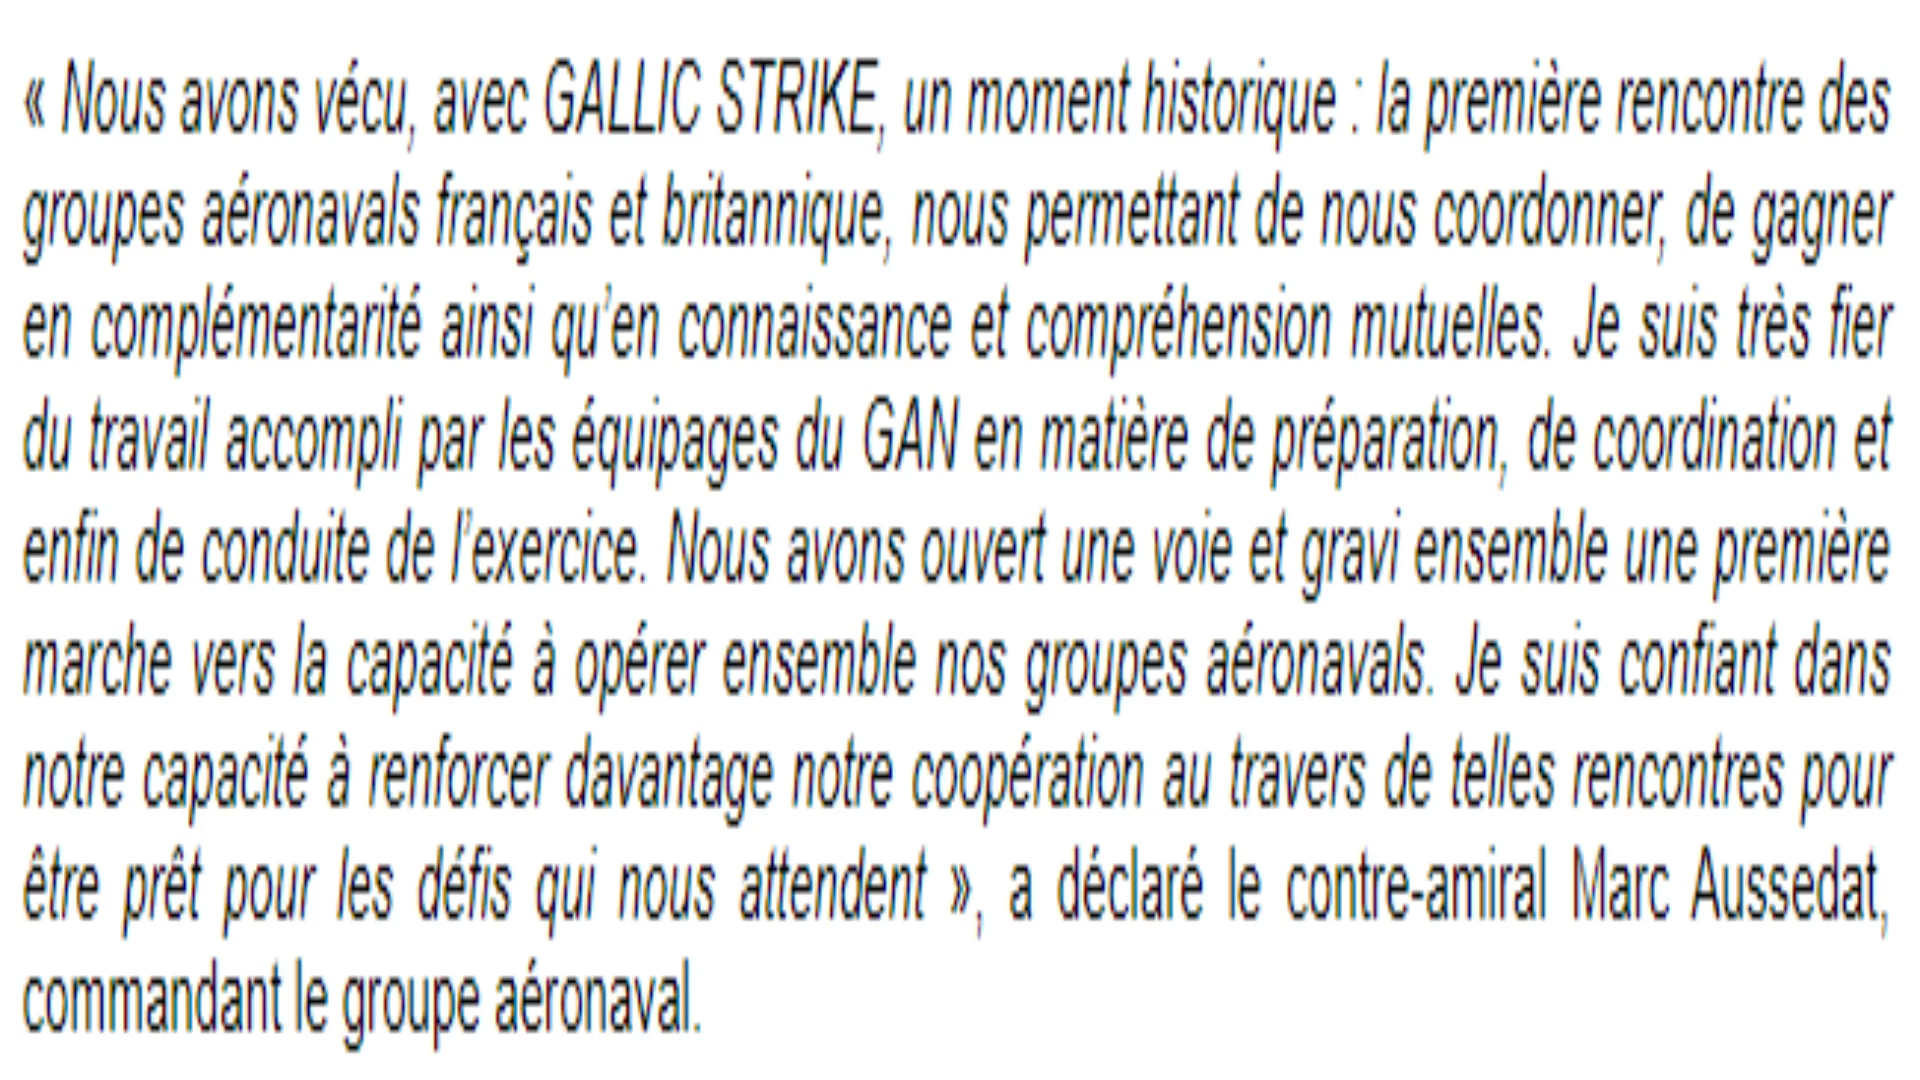 « Nous avons vécu, avec GALLIC STRIKE, un moment historique : la première rencontre des
groupes aéronavals français et britannique, nous permettant de nous coordonner, de gagner
en complémentarité ainsi qu’en connaissance et compréhension mutuelles. Je suis très fier
du travail accompli par les équipages du GAN en matière de préparation, de coordination et
enfin de conduite de l’exercice. Nous avons ouvert une voie et gravi ensemble une première
marche vers la capacité à opérer ensemble nos groupes aéronavals. Je suis confiant dans
notre capacité à renforcer davantage notre coopération au travers de telles rencontres pour
être prêt pour les défis qui nous attendent », a déclaré le contre-amiral Marc Aussedat,
commandant le groupe aéronaval.